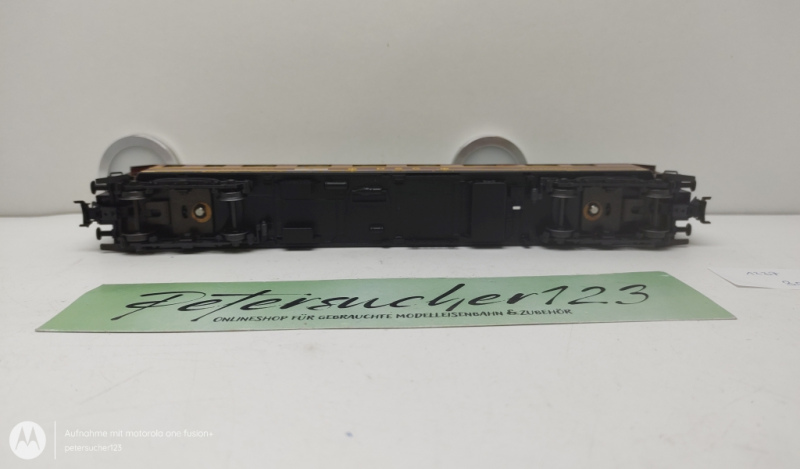 Petersucher123
ONLINESHOP FÜR GEBRAUCHTE MODELLEISENBAHN & ZUBEHÖR
Aufnahme mit motorola one fusion+
petersucher123